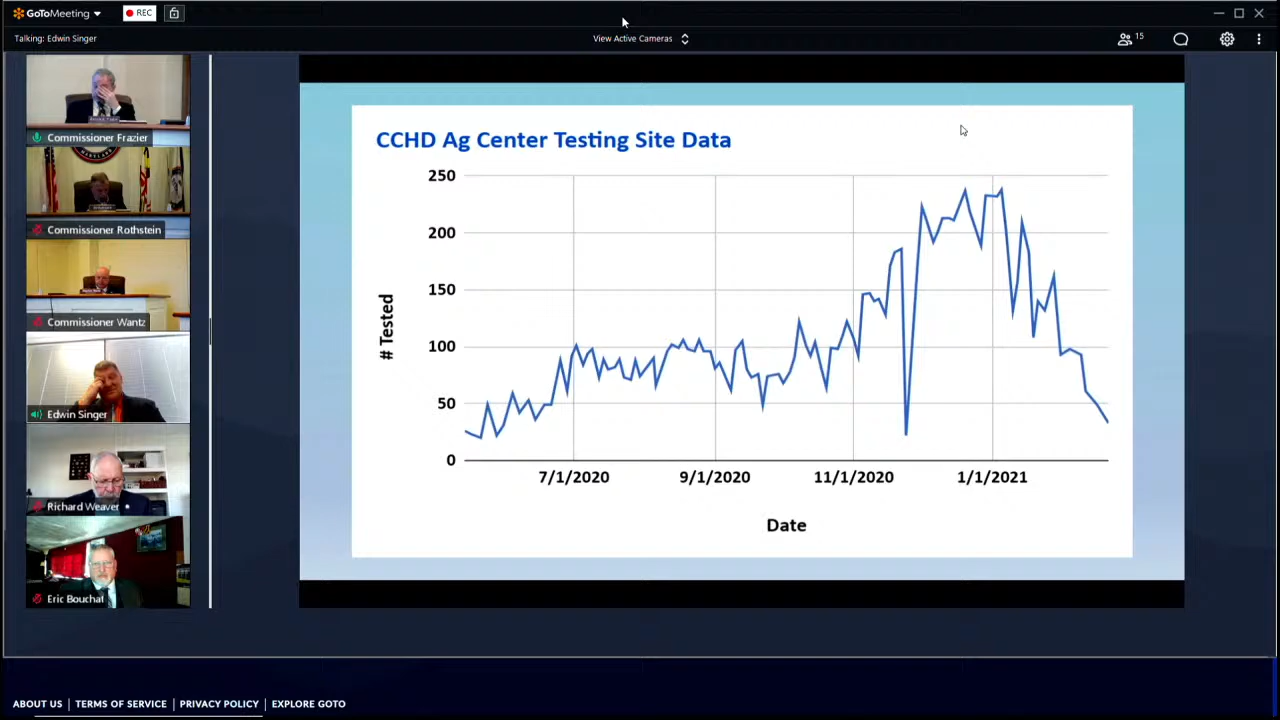 GoToMeeting
REC
Talking: Edwin Singer
View Active Cameras
15
Commissioner Frazier
MARYLAND
Commissioner Rothstein
Commissioner Wantz
Edwin Singer
Richard Weaver
Eric Bouchat
CCHD Ag Center Testing Site Data
# Tested
250
200
150
100
50
0
7/1/2020 9/1/2020 11/1/2020 1/1/2021
Date
ABOUT US | TERMS OF SERVICE | PRIVACY POLICY | EXPLORE GOTO